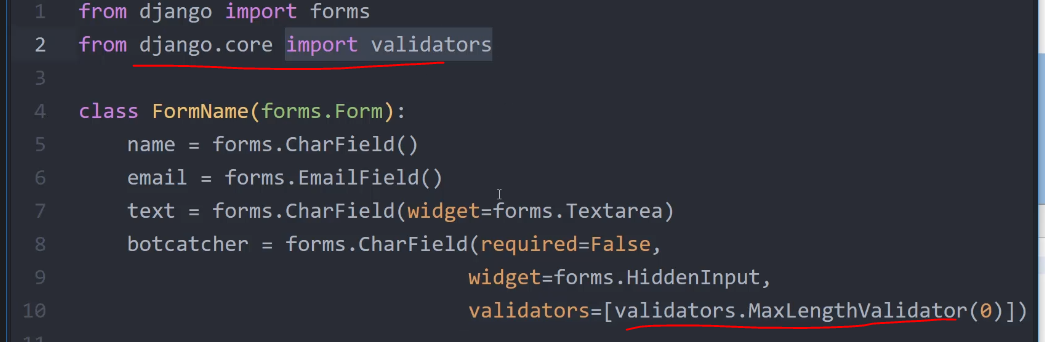 1 from django import forms
2 from django.core import validators
3
4 class FormName(forms.Form):
5 name = forms.CharField()
6 email = forms.EmailField()
7 text = forms.CharField(widget=forms.Textarea)
8 botcatcher = forms.CharField(required=False,
9 widget=forms.HiddenInput,
10 validators=[validators.MaxLengthValidator(0)])
11